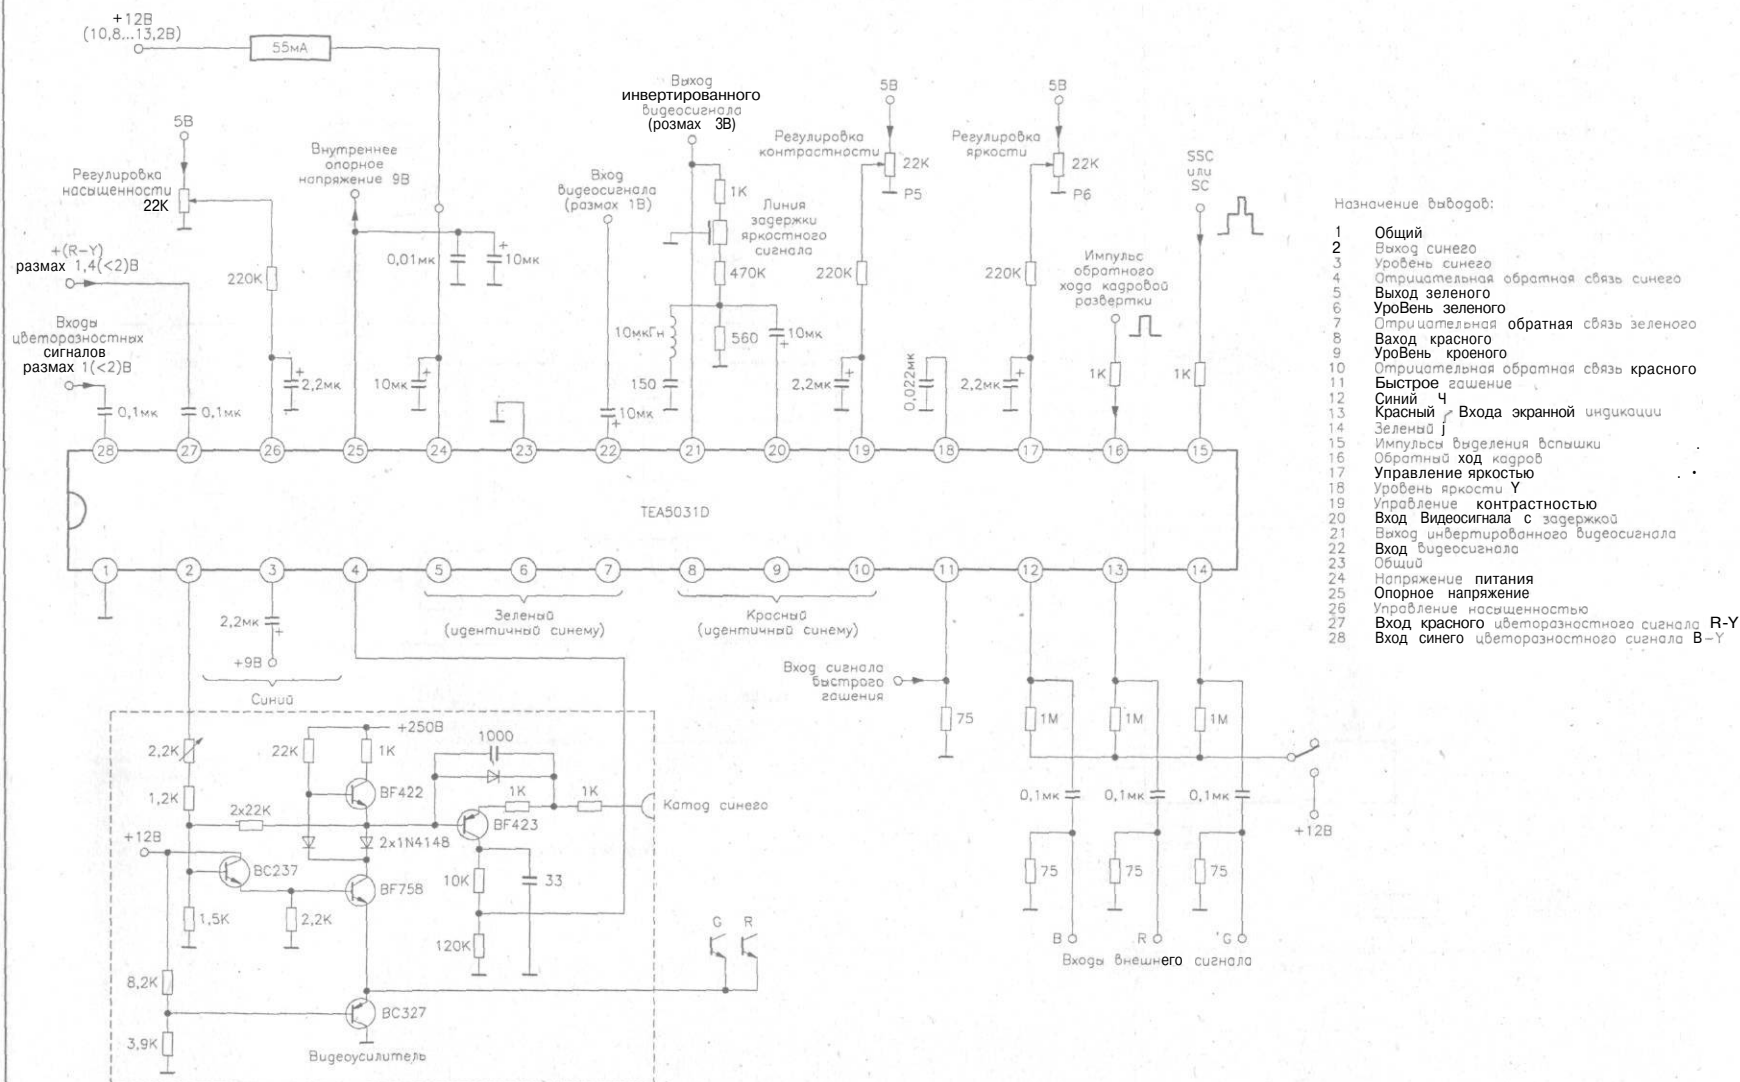 +12В
(10,8...13,2В)
55мА
5В
Регулировка
насыщенности
22К
+(R-Y)
размах 1,4(<2)В
Входы
цветоразностных
сигналов
размах 1(<2)В
0,1мк
0,1мк
220К
2,2мк
Внутреннее
опорное
напряжение 9В
0,01мк
10мк
10мк
Вход
видеосигнала
(размах 1В)
10мк
Выход
инвертированного
видеосигнала
(розмах 3В)
1К
Линия
задержки
яркостного
сигнала
470К
10мкГн
560
10мк
150
5В
Регулировка
контрастности
22К
P5
220К
2,2мк
0,022мк
5В
Регулировка
яркости
22К
P6
220К
2,2мк
Импульс
обратного
хода кадровой
развертки
1К
SSC
или
SC
1К
28
27
26
25
24
23
22
21
20
19
18
17
16
15
TEA5031D
1
2
3
4
5
6
7
8
9
10
11
12
13
14
2,2мк
+9В
Синий
Зеленый
(идентичный синему)
Красный
(идентичный синему)
Вход сигнала
быстрого
гашения
75
1М
1М
1М
0,1мк
0,1мк
0,1мк
+12В
75
75
75
B
R
'G
Входы внешнего сигнала
2,2К
1,2К
2x22К
+12В
BC237
1,5К
2,2К
8,2К
3,9К
22К
+250В
1К
BF422
2x1N4148
BF758
BC327
1000
1К
1К
Катод синего
BF423
10К
33
120К
G
R
Видеоусилитель
Назначение выводов:
1 Общий
2 Выход синего
3 Уровень синего
4 Отрицательная обратная связь синего
5 Выход зеленого
6 УроВень зеленого
7 Отрицательная обратная связь зеленого
8 Ваход красного
9 УроВень кроеного
10 Отрицательная обратная связь красного
11 Быстрое гашение
12 Синий Ч
13 Красный Входа экранной индикации
14 Зеленый j
15 Импульсы выделения вспышки
16 Обратный ход кадров
17 Управление яркостью
18 Уровень яркости Y
19 Управление контрастностью
20 Вход Видеосигнала с задержкой
21 Выход инвертированного видеосигнала
22 Вход видеосигнала
23 Общий
24 Напряжение питания
25 Опорное напряжение
26 Управление насыщенностью
27 Вход красного цветоразностного сигнала R-Y
28 Вход синего цветоразностного сигнала B-Y